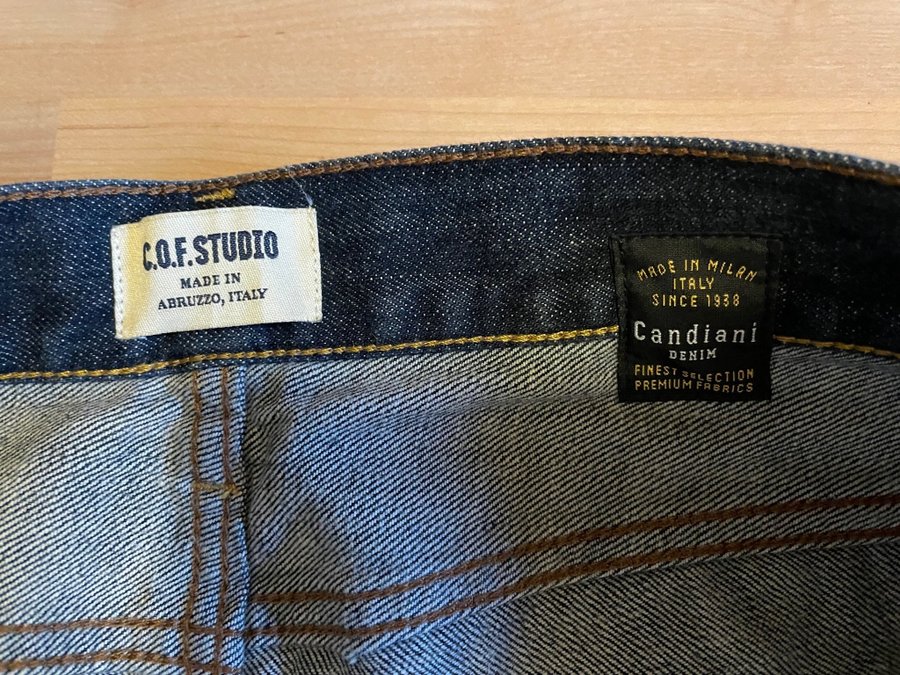 C.O.F.STUDIO
MADE IN
ABRUZZO, ITALY
MADE IN MILAN
ITALY
SINCE 1938
Candiani
DENIM
FINEST SELECTION
PREMIUM FABRICS